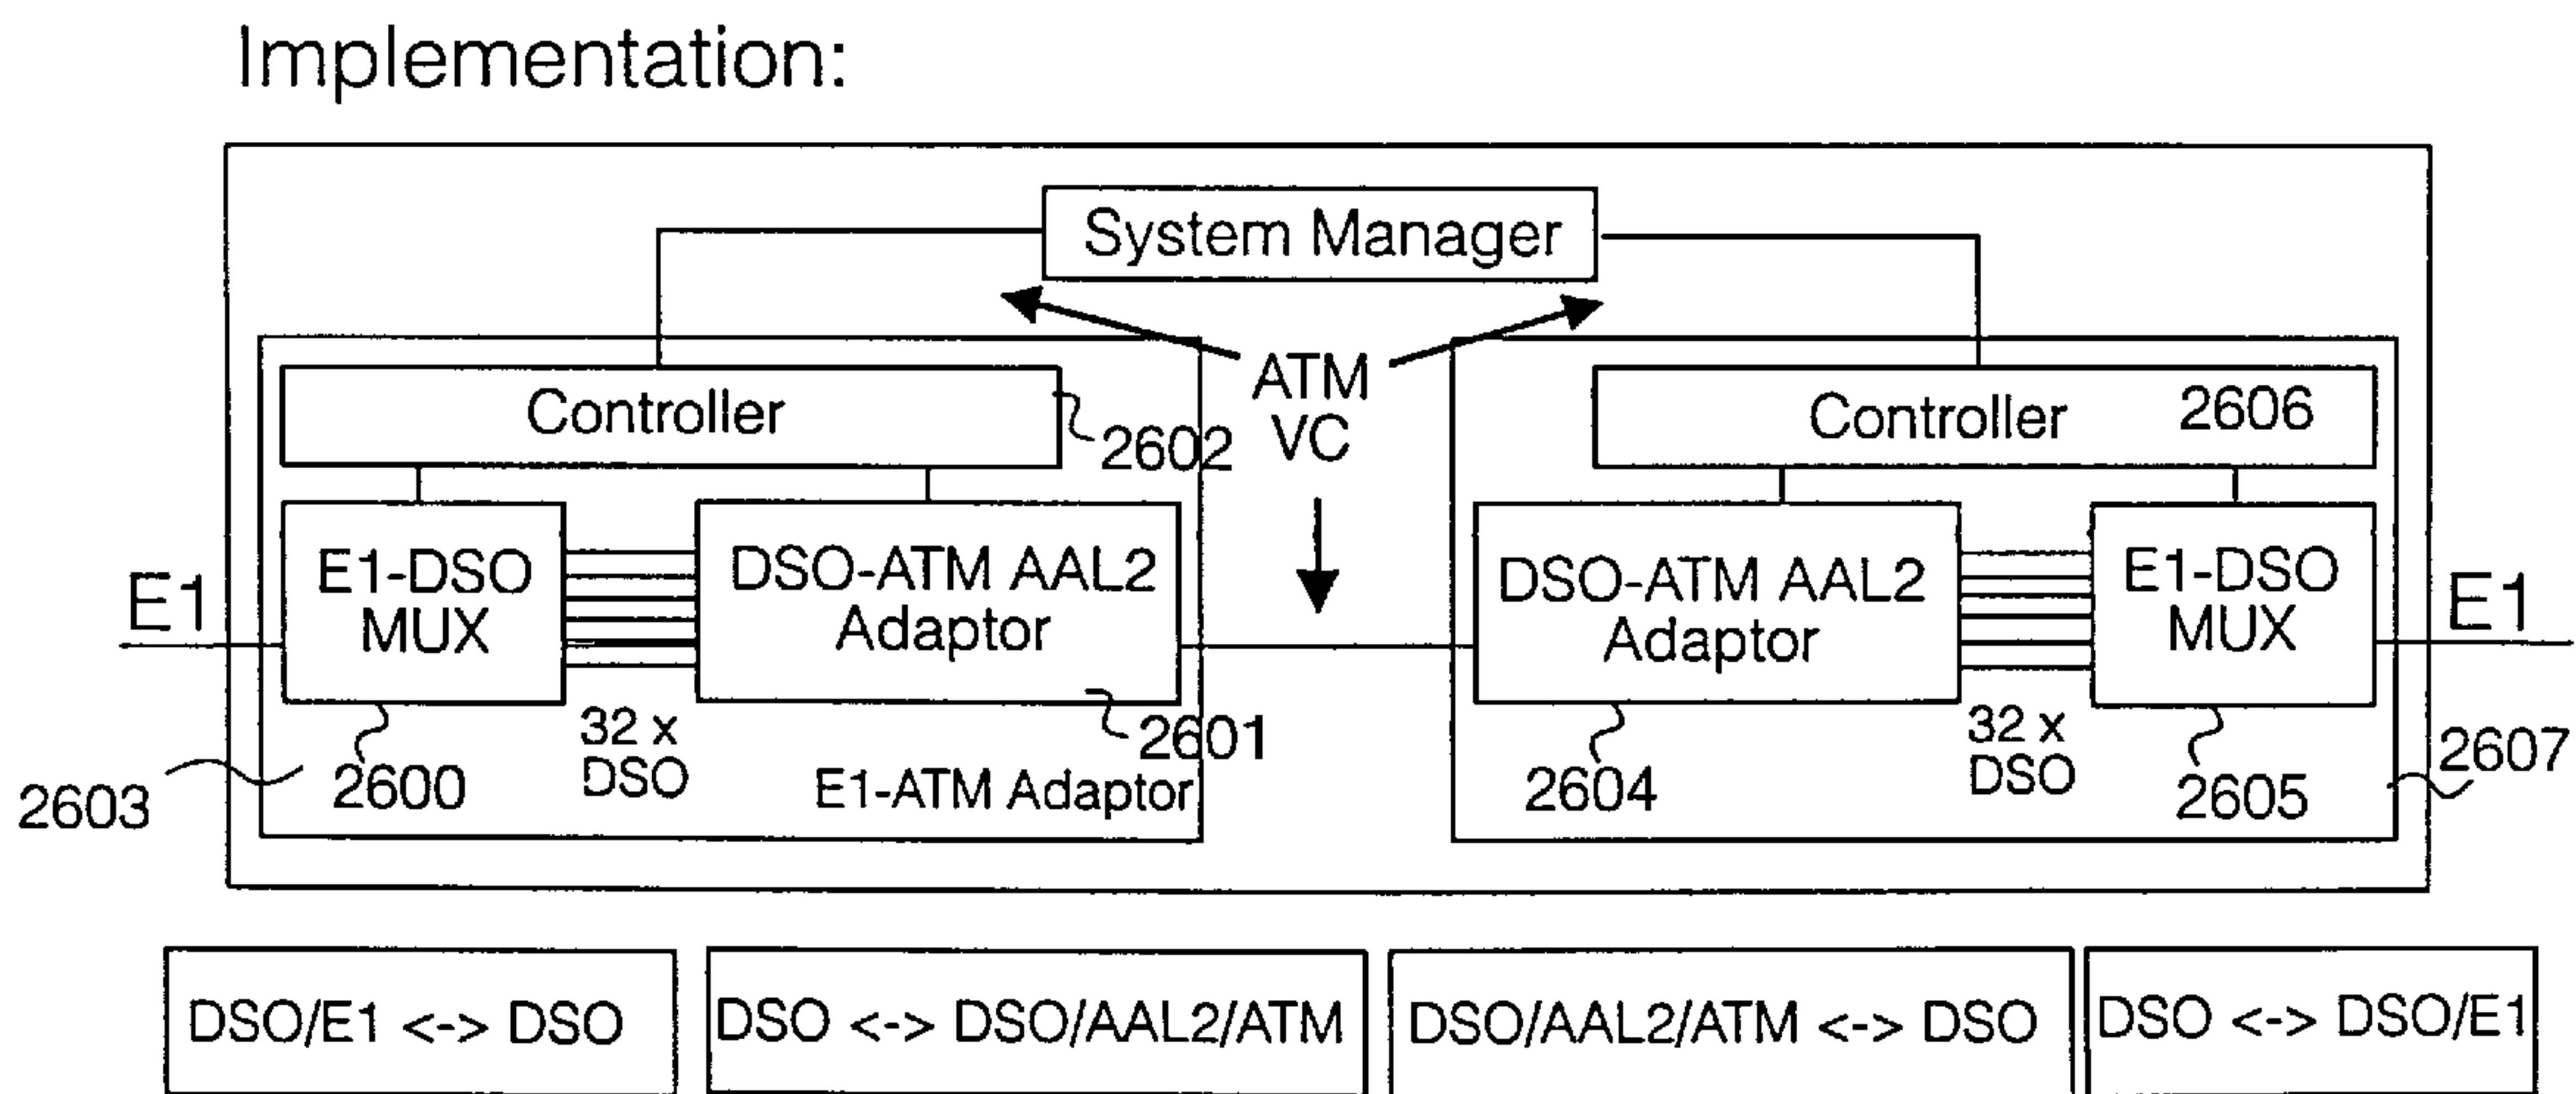 Implementation:
System Manager
ATM
VC
Controller
2602
Controller 2606
E1
E1-DSO
MUX
DSO-ATM AAL2
Adaptor
DSO-ATM AAL2
Adaptor
E1-DSO
MUX
E1
2603
2600
32 x
DSO
2601
E1-ATM Adaptor
2604
32 x
DSO
2605
2607
DSO/E1 <-> DSO
DSO <-> DSO/AAL2/ATM
DSO/AAL2/ATM <-> DSO
DSO <-> DSO/E1